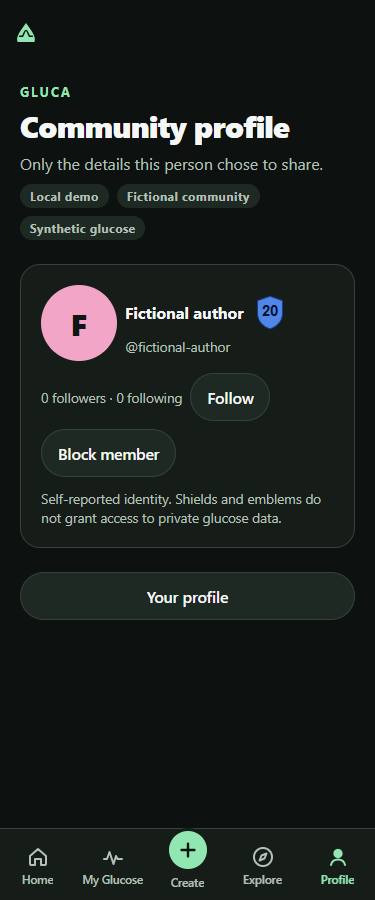 GLUCA
Community profile
Only the details this person chose to share.
Local demo
Fictional community
Synthetic glucose
F
Fictional author
20
@fictional-author
0 followers · 0 following
Follow
Block member
Self-reported identity. Shields and emblems do
not grant access to private glucose data.
Your profile
Home
My Glucose
Create
Explore
Profile